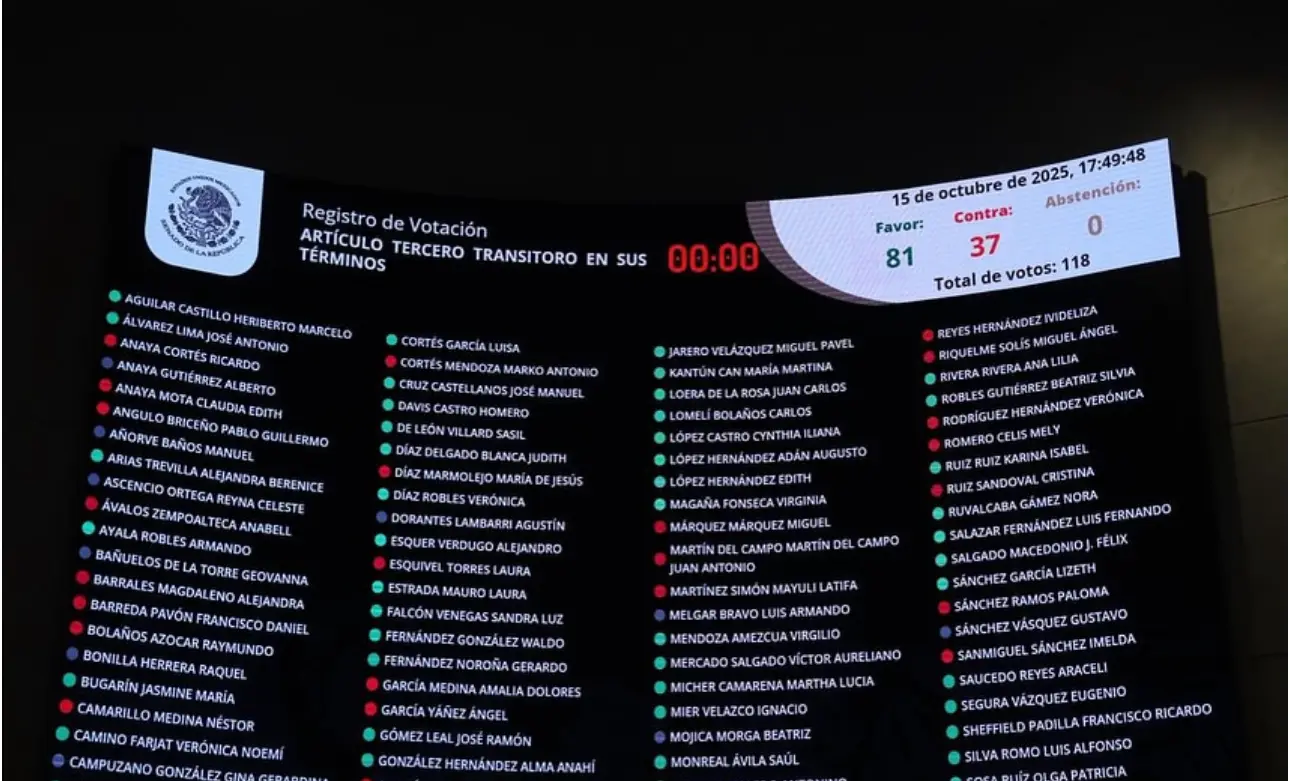 ESTADOS UNIDOS MEXICANOS
SENADO DE LA REPÚBLICA
Registro de Votación
ARTÍCULO TERCERO TRANSITORO EN SUS
TÉRMINOS
00:00
15 de octubre de 2025, 17:49:48
Favor:
81
Contra:
37
Abstención:
0
Total de votos: 118
AGUILAR CASTILLO HERIBERTO MARCELO
ÁLVAREZ LIMA JOSÉ ANTONIO
ANAYA CORTÉS RICARDO
ANAYA GUTIÉRREZ ALBERTO
ANAYA MOTA CLAUDIA EDITH
ANGULO BRICEÑO PABLO GUILLERMO
AÑORVE BAÑOS MANUEL
ARIAS TREVILLA ALEJANDRA BERENICE
ASCENCIO ORTEGA REYNA CELESTE
ÁVALOS ZEMPOALTECA ANABELL
AYALA ROBLES ARMANDO
BAÑUELOS DE LA TORRE GEOVANNA
BARRALES MAGDALENO ALEJANDRA
BARREDA PAVÓN FRANCISCO DANIEL
BOLAÑOS AZOCAR RAYMUNDO
BONILLA HERRERA RAQUEL
BUGARÍN JASMINE MARÍA
CAMARILLO MEDINA NÉSTOR
CAMINO FARJAT VERÓNICA NOEMÍ
CAMPUZANO GONZÁLEZ GINA GERARDINA
CORTÉS GARCÍA LUISA
CORTÉS MENDOZA MARKO ANTONIO
CRUZ CASTELLANOS JOSÉ MANUEL
DAVIS CASTRO HOMERO
DE LEÓN VILLARD SASIL
DÍAZ DELGADO BLANCA JUDITH
DÍAZ MARMOLEJO MARÍA DE JESÚS
DÍAZ ROBLES VERÓNICA
DORANTES LAMBARRI AGUSTÍN
ESQUER VERDUGO ALEJANDRO
ESQUIVEL TORRES LAURA
ESTRADA MAURO LAURA
FALCÓN VENEGAS SANDRA LUZ
FERNÁNDEZ GONZÁLEZ WALDO
FERNÁNDEZ NOROÑA GERARDO
GARCÍA MEDINA AMALIA DOLORES
GARCÍA YÁÑEZ ÁNGEL
GÓMEZ LEAL JOSÉ RAMÓN
GONZÁLEZ HERNÁNDEZ ALMA ANAHÍ
JARERO VELÁZQUEZ MIGUEL PAVEL
KANTÚN CAN MARÍA MARTINA
LOERA DE LA ROSA JUAN CARLOS
LOMELÍ BOLAÑOS CARLOS
LÓPEZ CASTRO CYNTHIA ILIANA
LÓPEZ HERNÁNDEZ ADÁN AUGUSTO
LÓPEZ HERNÁNDEZ EDITH
MAGAÑA FONSECA VIRGINIA
MÁRQUEZ MÁRQUEZ MIGUEL
MARTÍN DEL CAMPO MARTÍN DEL CAMPO
JUAN ANTONIO
MARTÍNEZ SIMÓN MAYULI LATIFA
MELGAR BRAVO LUIS ARMANDO
MENDOZA AMEZCUA VIRGILIO
MERCADO SALGADO VÍCTOR AURELIANO
MICHER CAMARENA MARTHA LUCIA
MIER VELAZCO IGNACIO
MOJICA MORGA BEATRIZ
MONREAL ÁVILA SAÚL
REYES HERNÁNDEZ IVIDELIZA
RIQUELME SOLÍS MIGUEL ÁNGEL
RIVERA RIVERA ANA LILIA
ROBLES GUTIÉRREZ BEATRIZ SILVIA
RODRÍGUEZ HERNÁNDEZ VERÓNICA
ROMERO CELIS MELY
RUIZ RUIZ KARINA ISABEL
RUIZ SANDOVAL CRISTINA
RUVALCABA GÁMEZ NORA
SALAZAR FERNÁNDEZ LUIS FERNANDO
SALGADO MACEDONIO J. FÉLIX
SÁNCHEZ GARCÍA LIZETH
SÁNCHEZ RAMOS PALOMA
SÁNCHEZ VÁSQUEZ GUSTAVO
SANMIGUEL SÁNCHEZ IMELDA
SAUCEDO REYES ARACELI
SEGURA VÁZQUEZ EUGENIO
SHEFFIELD PADILLA FRANCISCO RICARDO
SILVA ROMO LUIS ALFONSO
SOSA RUÍZ OLGA PATRICIA